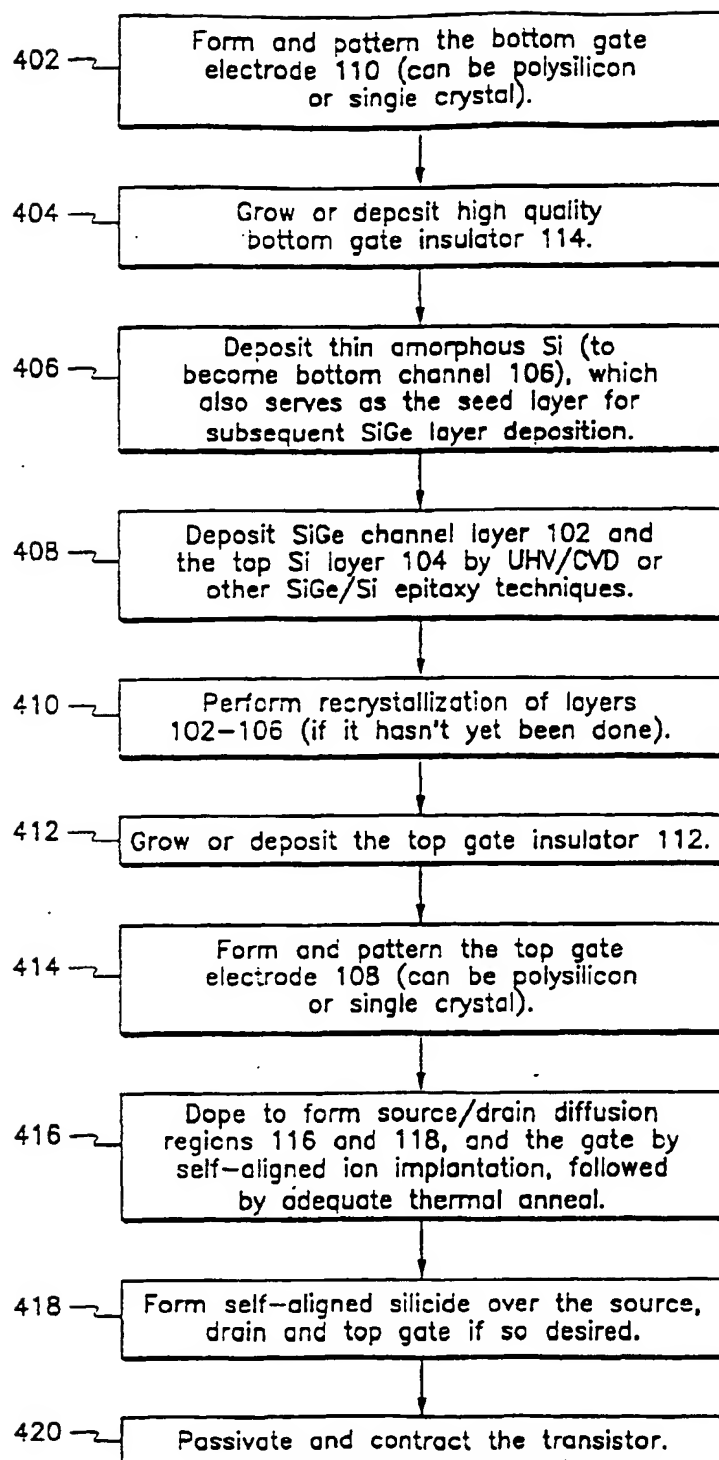 402
Form and pattern the bottom gate
electrode 110 (can be polysilicon
or single crystal).
404
Grow or deposit high quality
bottom gate insulator 114.
406
Deposit thin amorphous Si (to
become bottom channel 106), which
also serves as the seed layer for
subsequent SiGe layer deposition.
408
Deposit SiGe channel layer 102 and
the top Si layer 104 by UHV/CVD or
other SiGe/Si epitaxy techniques.
410
Perform recrystallization of layers
102-106 (if it hasn't yet been done).
412
Grow or deposit the top gate insulator 112.
414
Form and pattern the top gate
electrode 108 (can be polysilicon
or single crystal).
416
Dope to form source/drain diffusion
regions 116 and 118, and the gate by
self-aligned ion implantation, followed
by adequate thermal anneal.
418
Form self-aligned silicide over the source,
drain and top gate if so desired.
420
Passivate and contract the transistor.